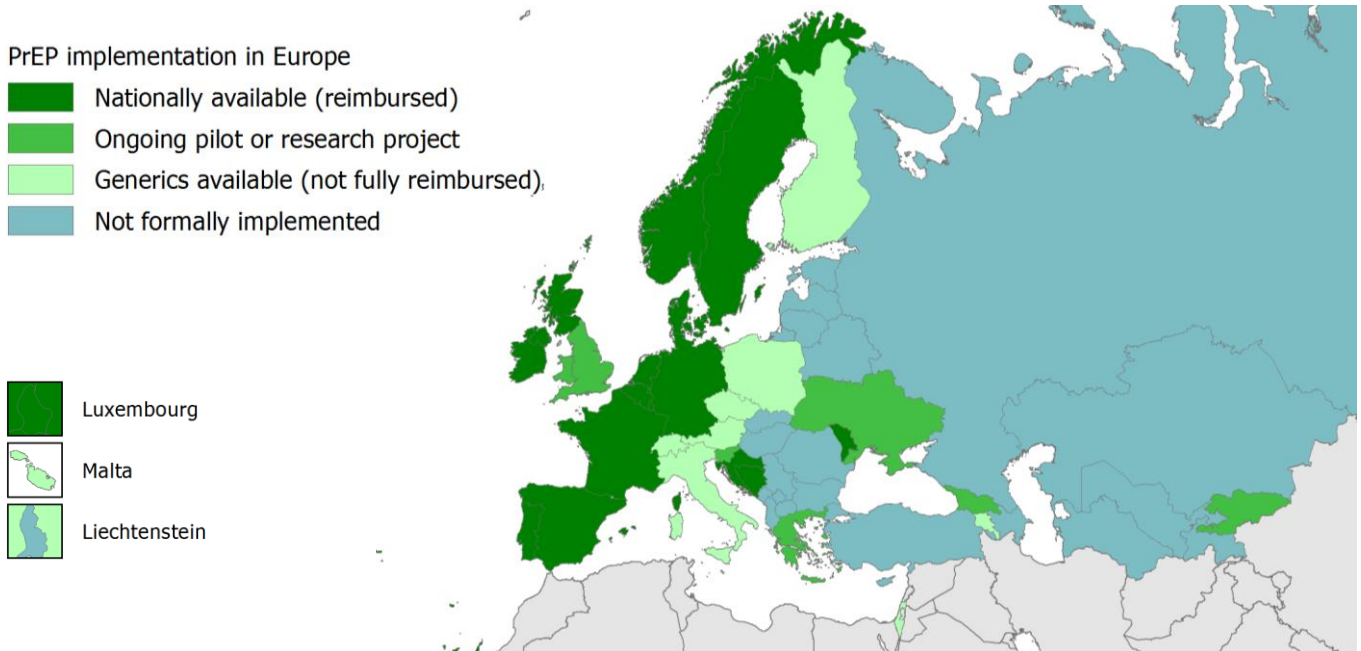 PrEP implementation in Europe
Nationally available (reimbursed)
Ongoing pilot or research project
Generics available (not fully reimbursed)
Not formally implemented
Luxembourg
Malta
Liechtenstein